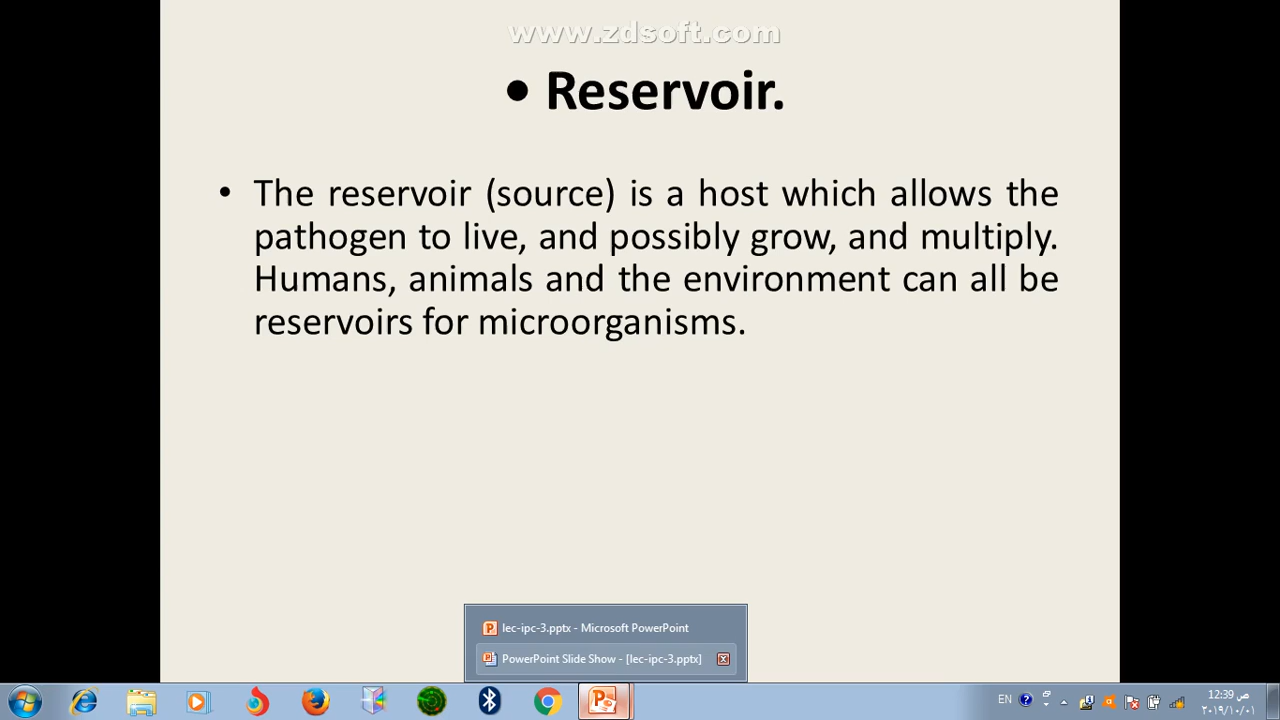 www.zdsoft.com
• Reservoir.
• The reservoir (source) is a host which allows the
pathogen to live, and possibly grow, and multiply.
Humans, animals and the environment can all be
reservoirs for microorganisms.
lec-ipc-3.pptx - Microsoft PowerPoint
PowerPoint Slide Show - [lec-ipc-3.pptx]
EN
12:39 ص
٢٠١٩/١٠/٠١